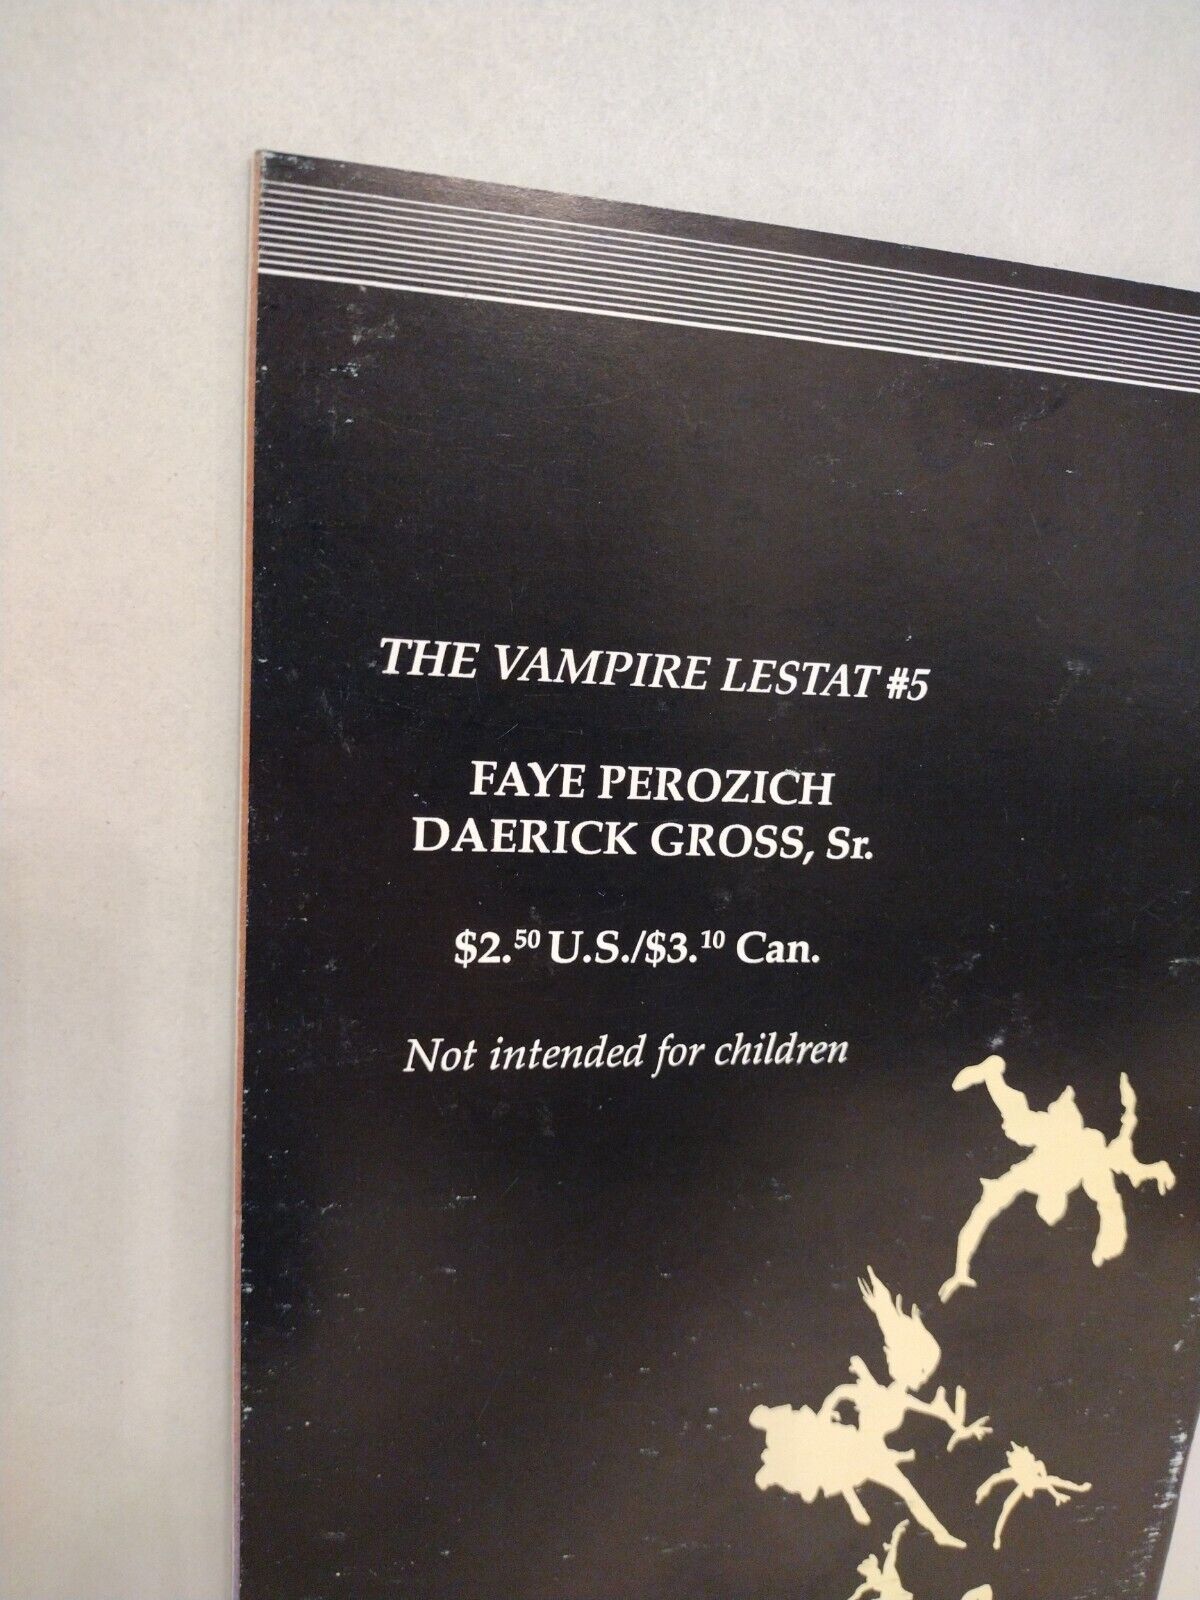 THE VAMPIRE LESTAT #5
FAYE PEROZICH
DAERICK GROSS, Sr.
$2.50 U.S./$3.10 Can.
Not intended for children